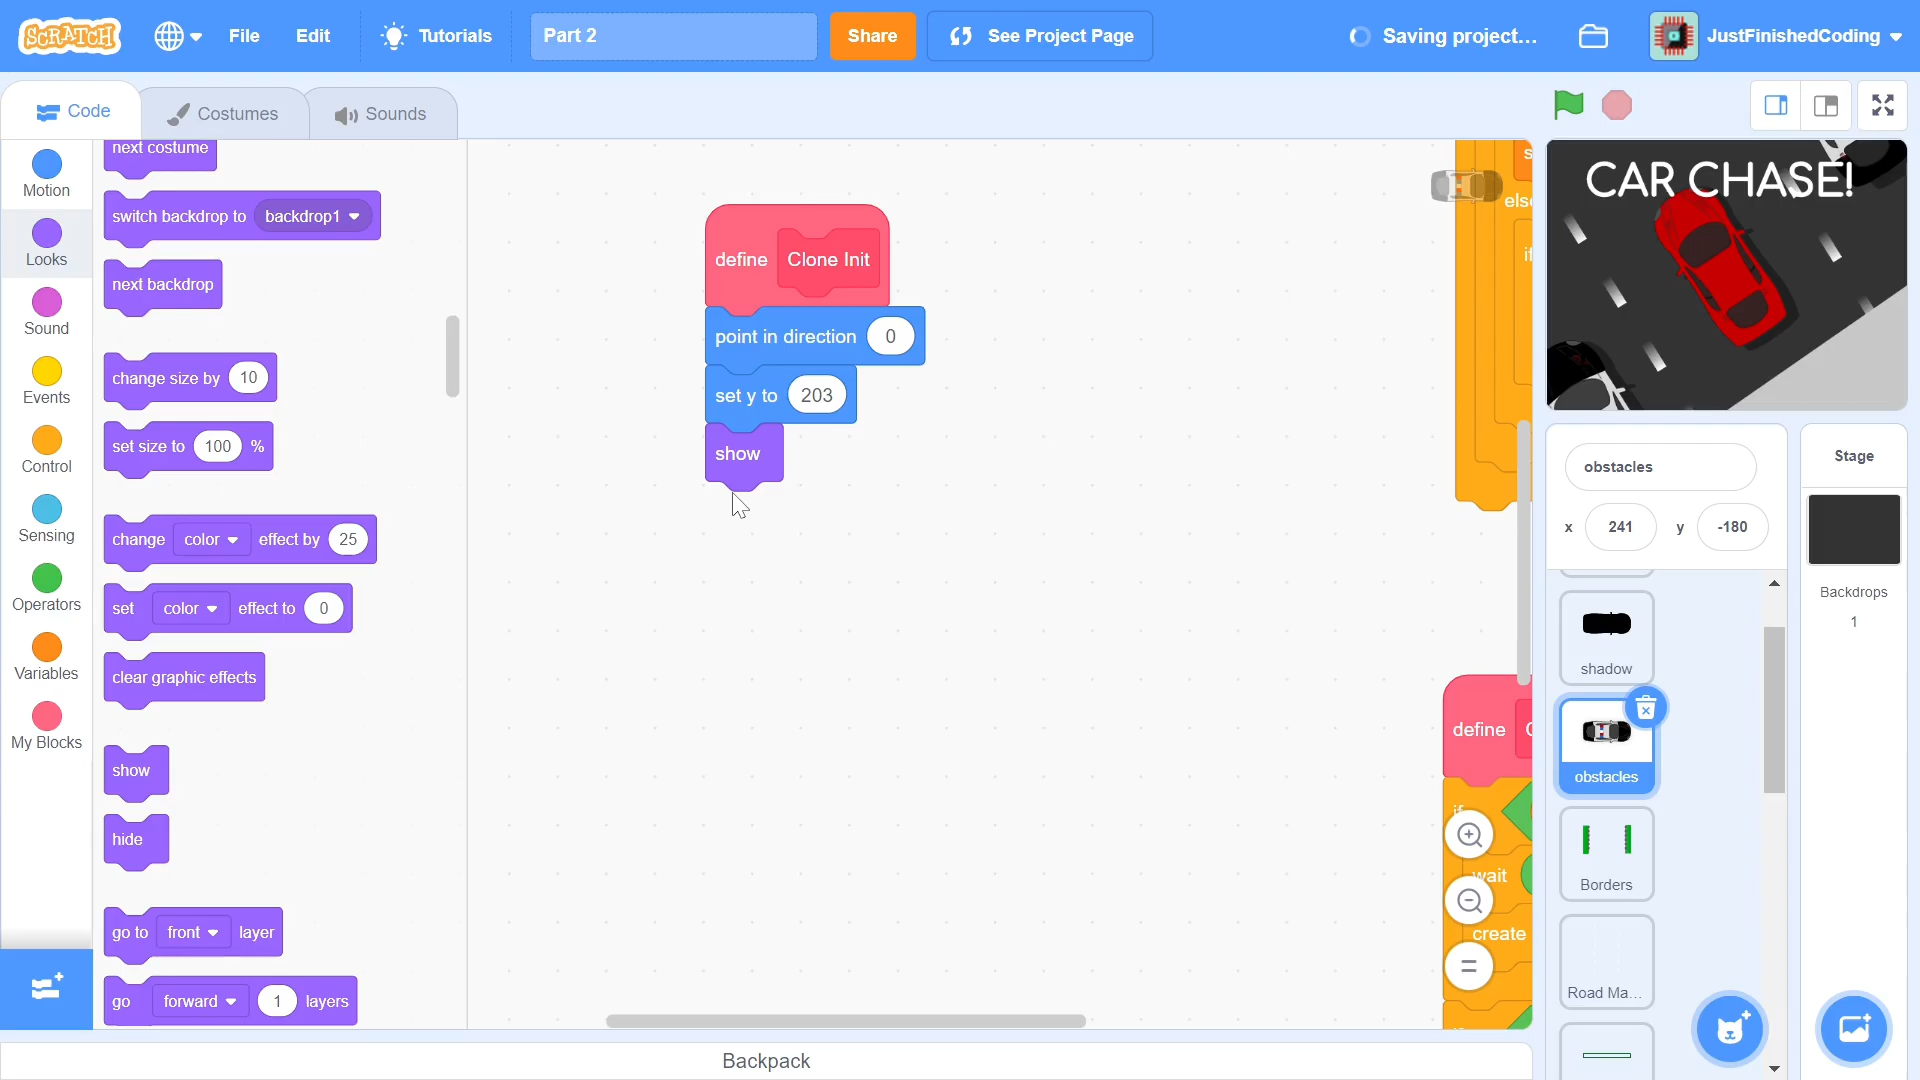 SCRATCH
File
Edit
Tutorials
Part 2
Share
See Project Page
Saving project...
JustFinishedCoding
Code
Costumes
Sounds
Motion
Looks
Sound
Events
Control
Sensing
Operators
Variables
My Blocks
next costume
switch backdrop to backdrop1
next backdrop
change size by 10
set size to 100 %
change color effect by 25
set color effect to 0
clear graphic effects
show
hide
go to front layer
go forward 1 layers
define Clone Init
point in direction 0
set y to 203
show
define
wait
create
CAR CHASE!
obstacles
x 241 y -180
shadow
obstacles
Borders
Road Ma...
Stage
Backdrops
1
Backpack